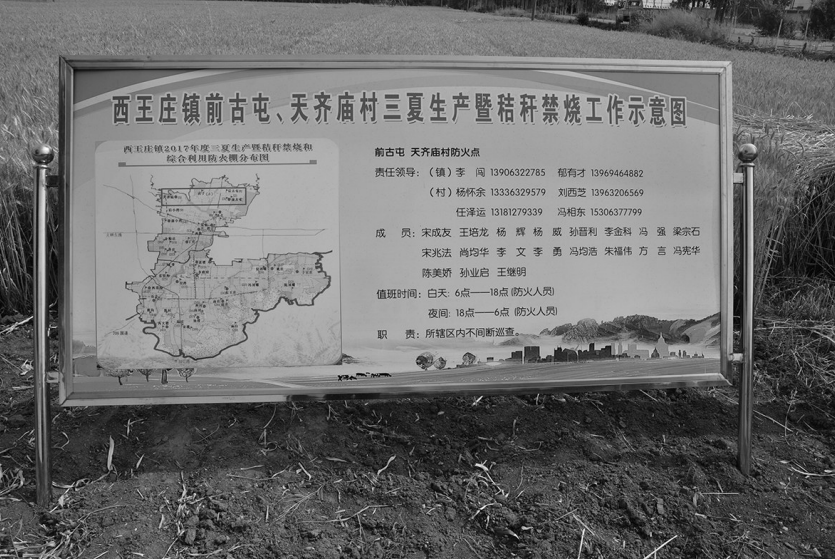 西王庄镇前古屯、天齐庙村三夏生产暨秸秆禁烧工作示意图
西王庄镇2017年度三夏生产暨秸秆禁烧和
综合利用防火棚分布图
前古屯 天齐庙村防火点
责任领导：（镇）李 闯 13906322785 郁有才 13969464882
（村）杨怀余 13336329579 刘西芝 13963206569
任泽运 13181279339 冯相东 15306377799
成 员：宋成友 王培龙 杨 辉 杨 威 孙晋利 李金科 冯 强 梁宗石
宋兆法 尚均华 李 文 李 勇 冯均浩 朱福伟 方 言 冯宪华
陈美娇 孙业启 王继明
值班时间：白天：6点——18点（防火人员）
夜间：18点——6点（防火人员）
职 责：所辖区内不间断巡查。